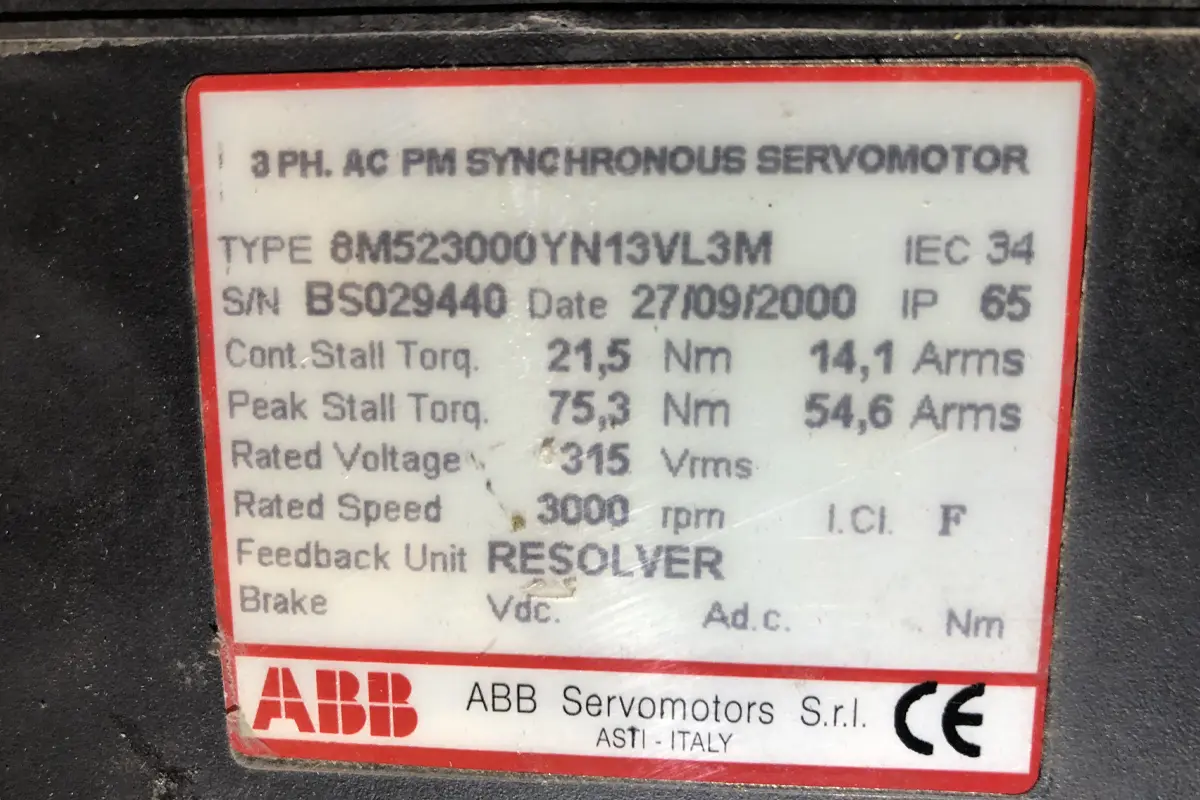 3 PH. AC PM SYNCHRONOUS SERVOMOTOR
TYPE 8M523000YN13VL3M IEC 34
S/N BS029440 Date 27/09/2000 IP 65
Cont.Stall Torq. 21,5 Nm 14,1 Arms
Peak Stall Torq. 75,3 Nm 54,6 Arms
Rated Voltage 315 Vrms
Rated Speed 3000 rpm I.Cl. F
Feedback Unit RESOLVER
Brake Vdc. Ad.c. Nm
ABB ABB Servomotors S.r.l. CE
ASTI - ITALY